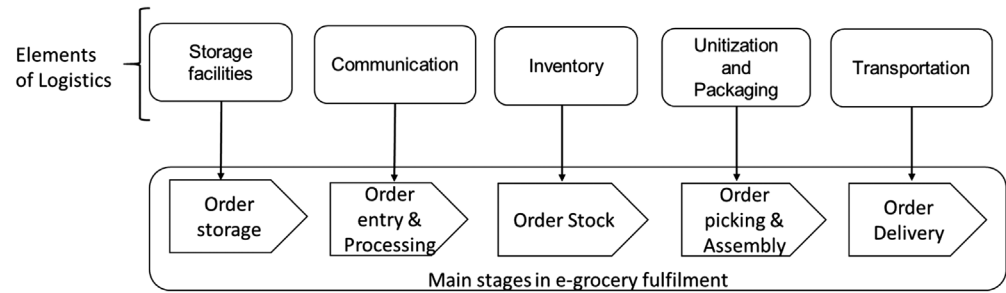 Elements
of Logistics
Storage
facilities
Communication
Inventory
Unitization
and
Packaging
Transportation
Order
storage
Order
entry &
Processing
Order Stock
Order
picking &
Assembly
Order
Delivery
Main stages in e-grocery fulfilment